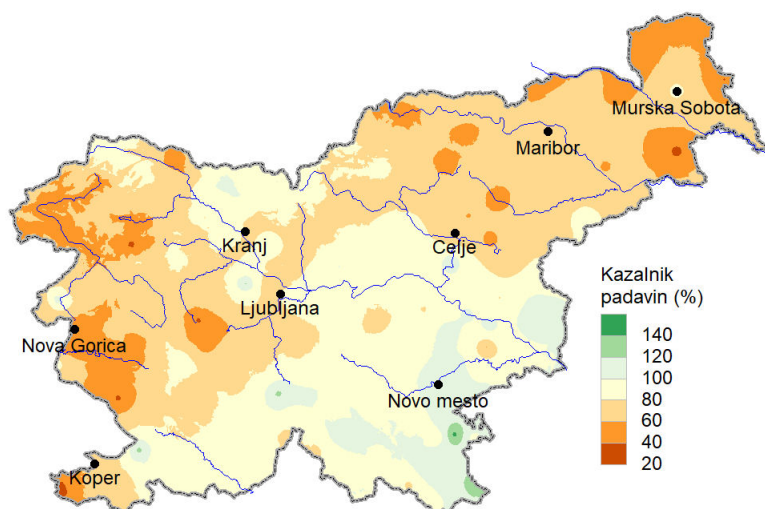 Murska Sobota
Maribor
Kranj
Celje
Ljubljana
Nova Gorica
Novo mesto
Koper
Kazalnik
padavin (%)
140
120
100
80
60
40
20